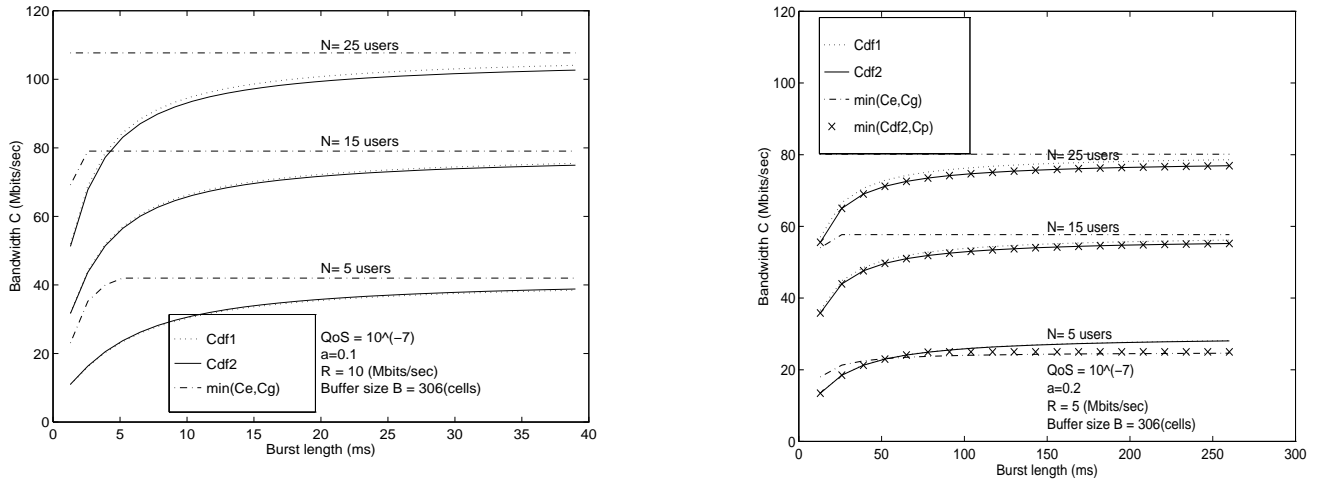 120
100
80
60
40
20
0
Bandwidth C (Mbits/sec)
N= 25 users
N= 15 users
N= 5 users
Cdf1
Cdf2
min(Ce,Cg)
QoS = 10^(−7)
a=0.1
R = 10 (Mbits/sec)
Buffer size B = 306(cells)
0 5 10 15 20 25 30 35 40
Burst length (ms)
120
100
80
60
40
20
0
Bandwidth C (Mbits/sec)
Cdf1
Cdf2
min(Ce,Cg)
min(Cdf2,Cp)
N= 25 users
N= 15 users
N= 5 users
QoS = 10^(−7)
a=0.2
R = 5 (Mbits/sec)
Buffer size B = 306(cells)
0 50 100 150 200 250 300
Burst length (ms)